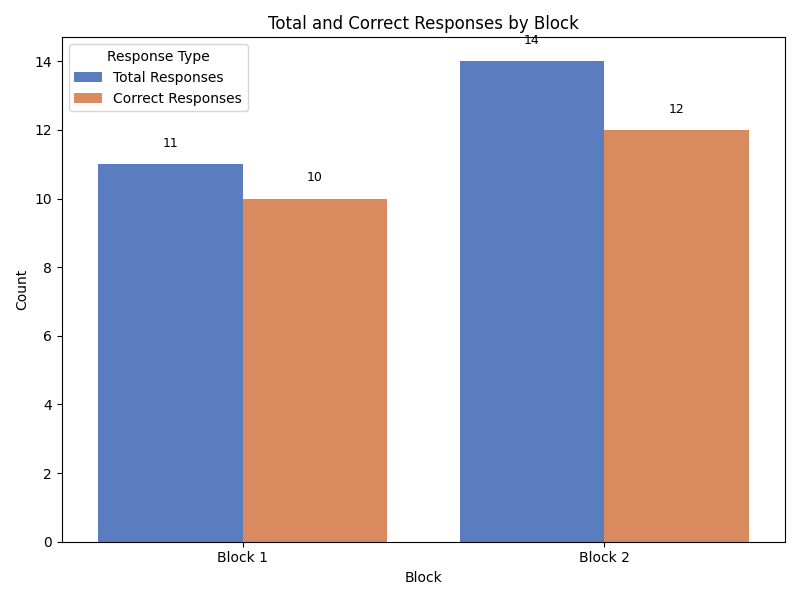 Total and Correct Responses by Block
Response Type
Total Responses
Correct Responses
11
10
14
12
14
12
10
8
6
4
2
0
Count
Block 1
Block 2
Block